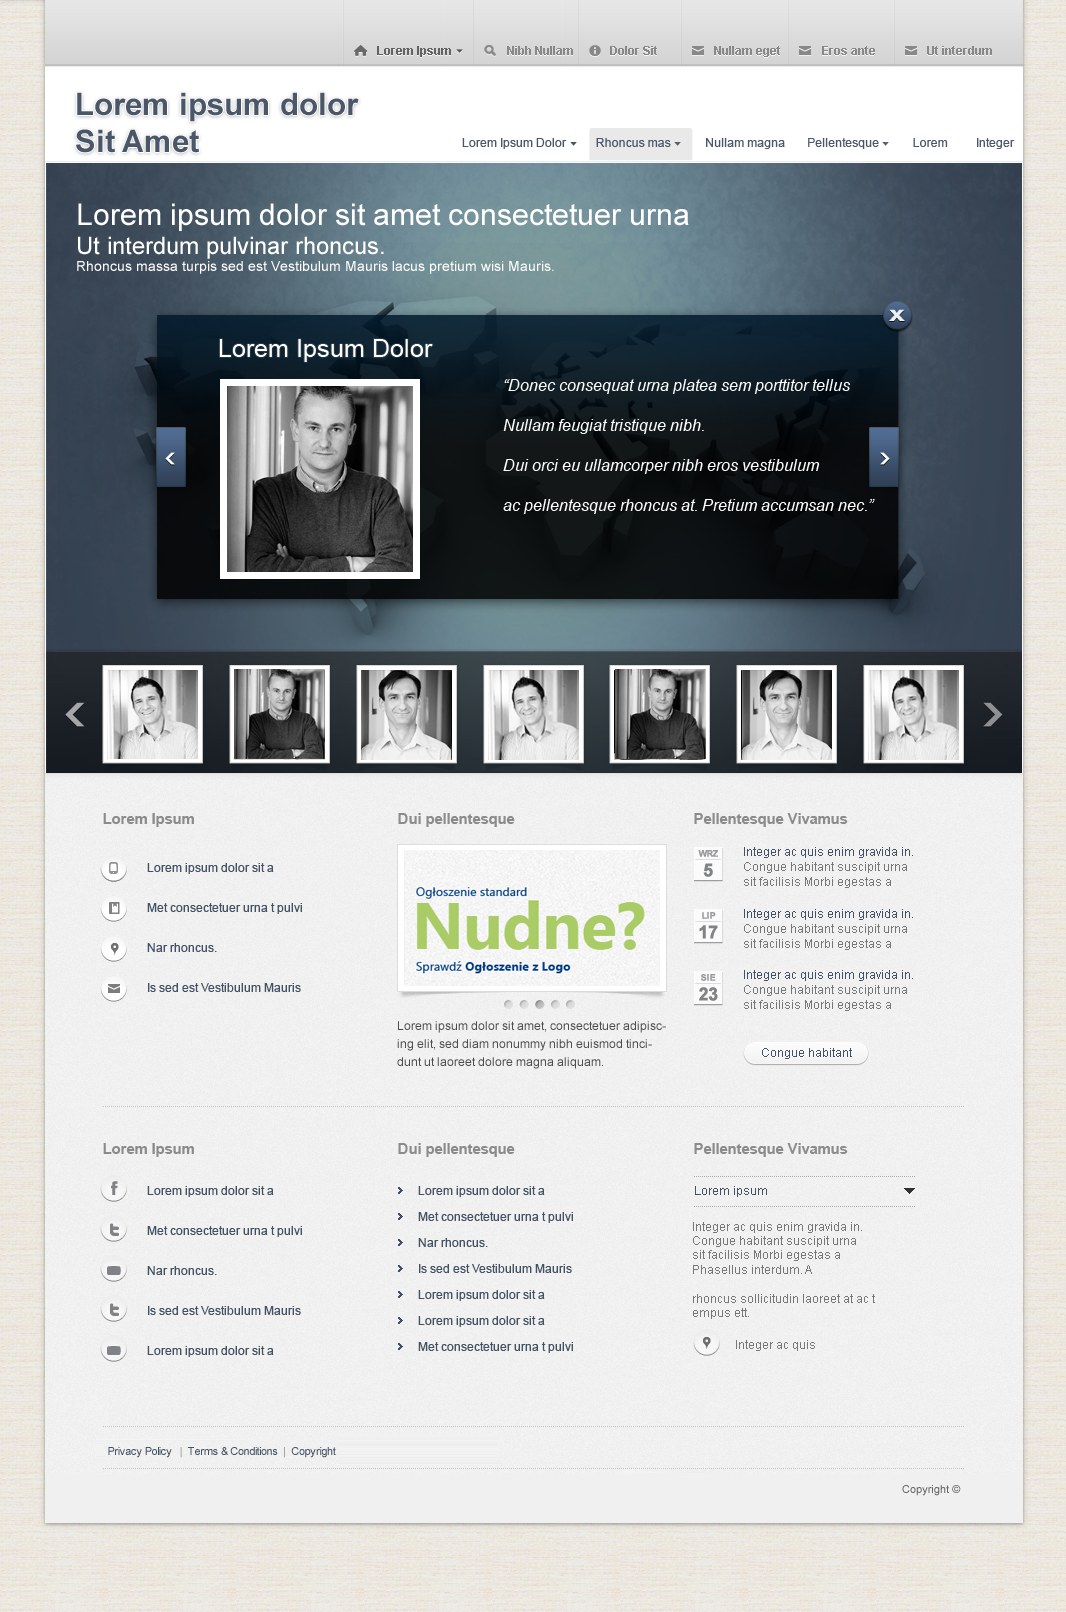 Lorem Ipsum
Nibh Nullam
Dolor Sit
Nullam eget
Eros ante
Ut interdum
Lorem ipsum dolor
Sit Amet
Lorem Ipsum Dolor
Rhoncus mas
Nullam magna
Pellentesque
Lorem
Integer
Lorem ipsum dolor sit amet consectetuer urna
Ut interdum pulvinar rhoncus.
Rhoncus massa turpis sed est Vestibulum Mauris lacus pretium wisi Mauris.
X
Lorem Ipsum Dolor
“Donec consequat urna platea sem porttitor tellus
Nullam feugiat tristique nibh.
Dui orci eu ullamcorper nibh eros vestibulum
ac pellentesque rhoncus at. Pretium accumsan nec.”
Lorem Ipsum
Lorem ipsum dolor sit a
Met consectetuer urna t pulvi
Nar rhoncus.
Is sed est Vestibulum Mauris
Dui pellentesque
Ogłoszenie standard
Nudne?
Sprawdź Ogłoszenie z Logo
Lorem ipsum dolor sit amet, consectetuer adipisc-
ing elit, sed diam nonummy nibh euismod tinci-
dunt ut laoreet dolore magna aliquam.
Pellentesque Vivamus
WRZ
5
Integer ac quis enim gravida in.
Congue habitant suscipit urna
sit facilisis Morbi egestas a
LIP
17
Integer ac quis enim gravida in.
Congue habitant suscipit urna
sit facilisis Morbi egestas a
SIE
23
Integer ac quis enim gravida in.
Congue habitant suscipit urna
sit facilisis Morbi egestas a
Congue habitant
Lorem Ipsum
Lorem ipsum dolor sit a
Met consectetuer urna t pulvi
Nar rhoncus.
Is sed est Vestibulum Mauris
Lorem ipsum dolor sit a
Dui pellentesque
Lorem ipsum dolor sit a
Met consectetuer urna t pulvi
Nar rhoncus.
Is sed est Vestibulum Mauris
Lorem ipsum dolor sit a
Lorem ipsum dolor sit a
Met consectetuer urna t pulvi
Pellentesque Vivamus
Lorem ipsum
Integer ac quis enim gravida in.
Congue habitant suscipit urna
sit facilisis Morbi egestas a
Phasellus interdum. A
rhoncus sollicitudin laoreet at ac t
empus ett.
Integer ac quis
Privacy Policy | Terms & Conditions | Copyright
Copyright ©